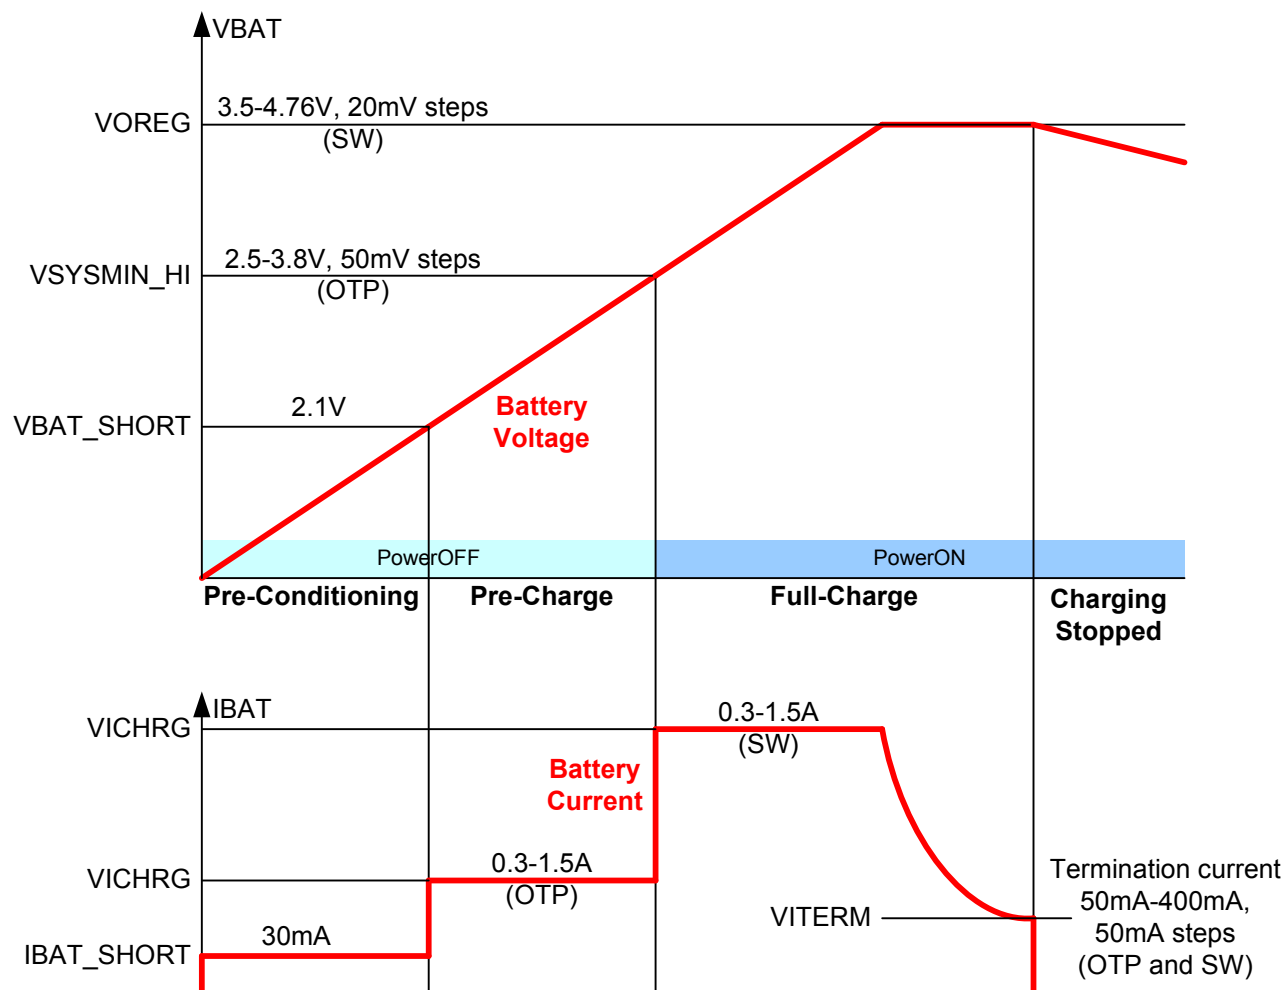 VBAT
3.5-4.76V, 20mV steps
VOREG
(SW)
2.5-3.8V, 50mV steps
VSYSMIN_HI
(OTP)
2.1V
VBAT_SHORT
Battery
Voltage
PowerOFF
PowerON
Pre-Conditioning
Pre-Charge
Full-Charge
Charging
Stopped
IBAT
VICHRG
0.3-1.5A
(SW)
Battery
Current
0.3-1.5A
VICHRG
(OTP)
Termination current
50mA-400mA,
50mA steps
(OTP and SW)
VITERM
30mA
IBAT_SHORT